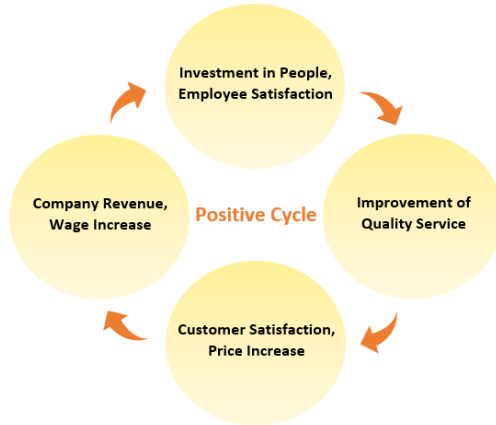 Investment in People,
Employee Satisfaction
Improvement of
Quality Service
Customer Satisfaction,
Price Increase
Company Revenue,
Wage Increase
Positive Cycle